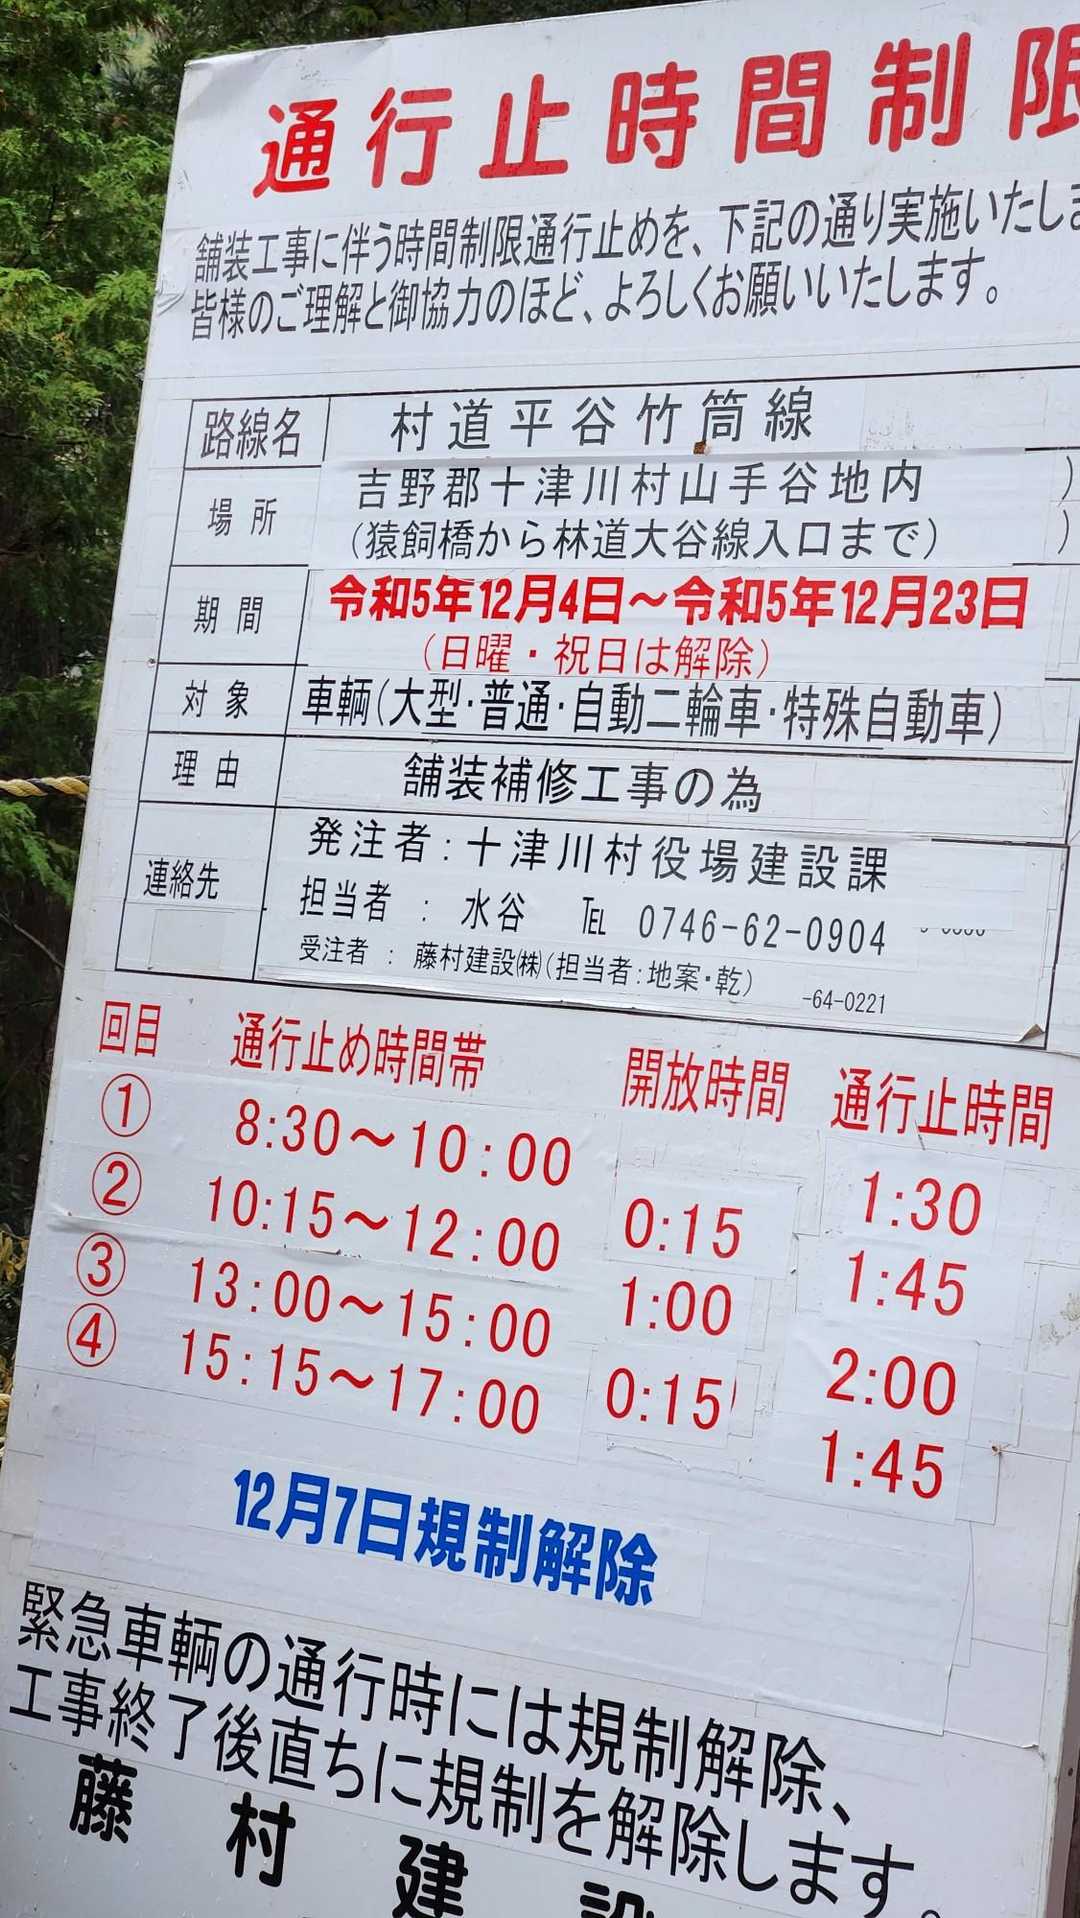 通行止時間制限
舗装工事に伴う時間制限通行止めを、下記の通り実施いたしま
皆様のご理解と御協力のほど、よろしくお願いいたします。
路線名 村道平谷竹筒線
場所 吉野郡十津川村山手谷地内 )
(猿飼橋から林道大谷線入口まで) )
期間 令和5年12月4日～令和5年12月23日
(日曜・祝日は解除)
対象 車輌(大型・普通・自動二輪車・特殊自動車)
理由 舗装補修工事の為
連絡先 発注者:十津川村役場建設課
担当者 : 水谷 ℡ 0746-62-0904
受注者 : 藤村建設㈱(担当者:地案・乾) -64-0221
回目 通行止め時間帯 開放時間 通行止時間
① 8:30～10:00 1:30
② 10:15～12:00 0:15 1:45
③ 13:00～15:00 1:00 2:00
④ 15:15～17:00 0:15 1:45
12月7日規制解除
緊急車輌の通行時には規制解除、
工事終了後直ちに規制を解除します。
藤村建設